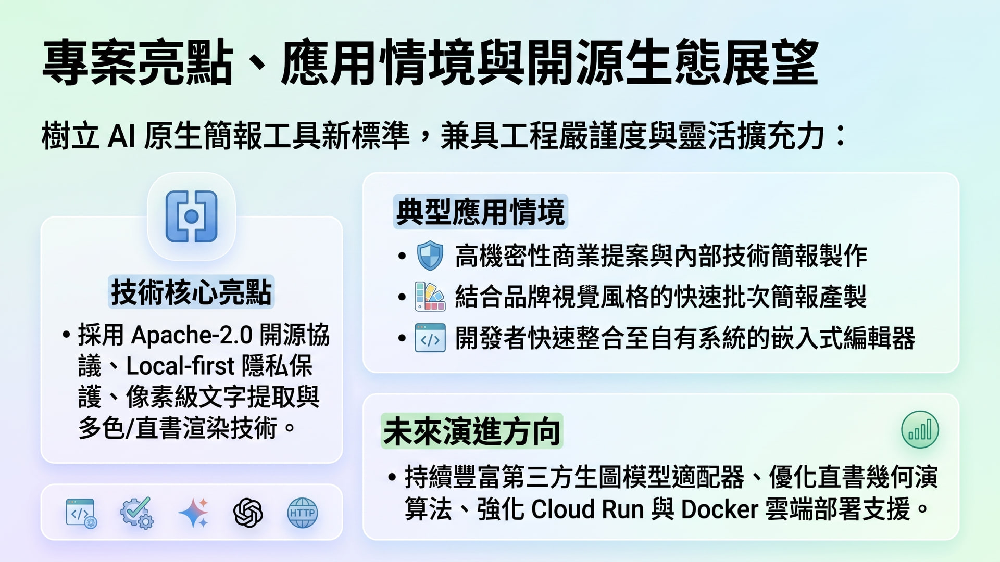 專案亮點、應用情境與開源生態展望
樹立 AI 原生簡報工具新標準，兼具工程嚴謹度與靈活擴充力：
技術核心亮點
• 採用 Apache-2.0 開源協
議、Local-first 隱私保
護、像素級文字提取與
多色/直書渲染技術。
典型應用情境
• 高機密性商業提案與內部技術簡報製作
• 結合品牌視覺風格的快速批次簡報產製
• </> 開發者快速整合至自有系統的嵌入式編輯器
未來演進方向
• 持續豐富第三方生圖模型適配器、優化直書幾何演
算法、強化 Cloud Run 與 Docker 雲端部署支援。
</> HTTP